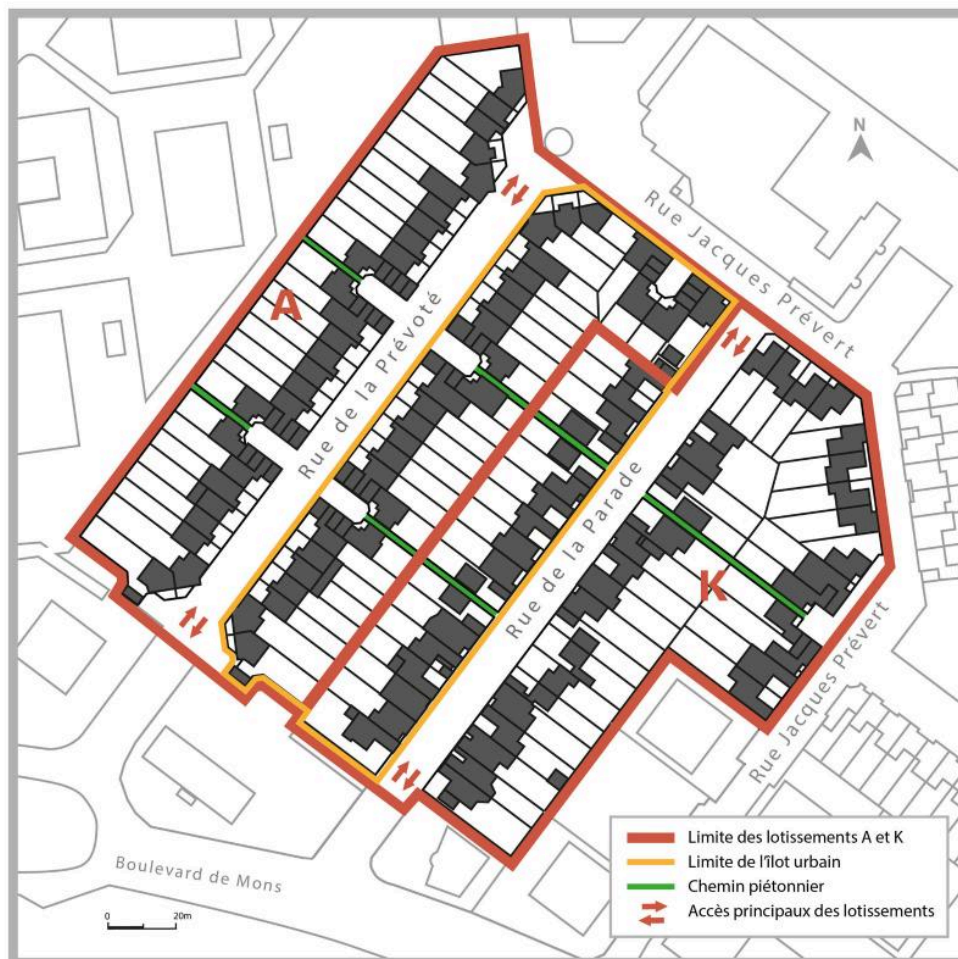 N
Rue Jacques Prévert
A
Rue de la Prévoté
Rue de la Parade
K
Rue Jacques Prévert
Boulevard de Mons
0 20m
Limite des lotissements A et K
Limite de l'îlot urbain
Chemin piétonnier
Accès principaux des lotissements